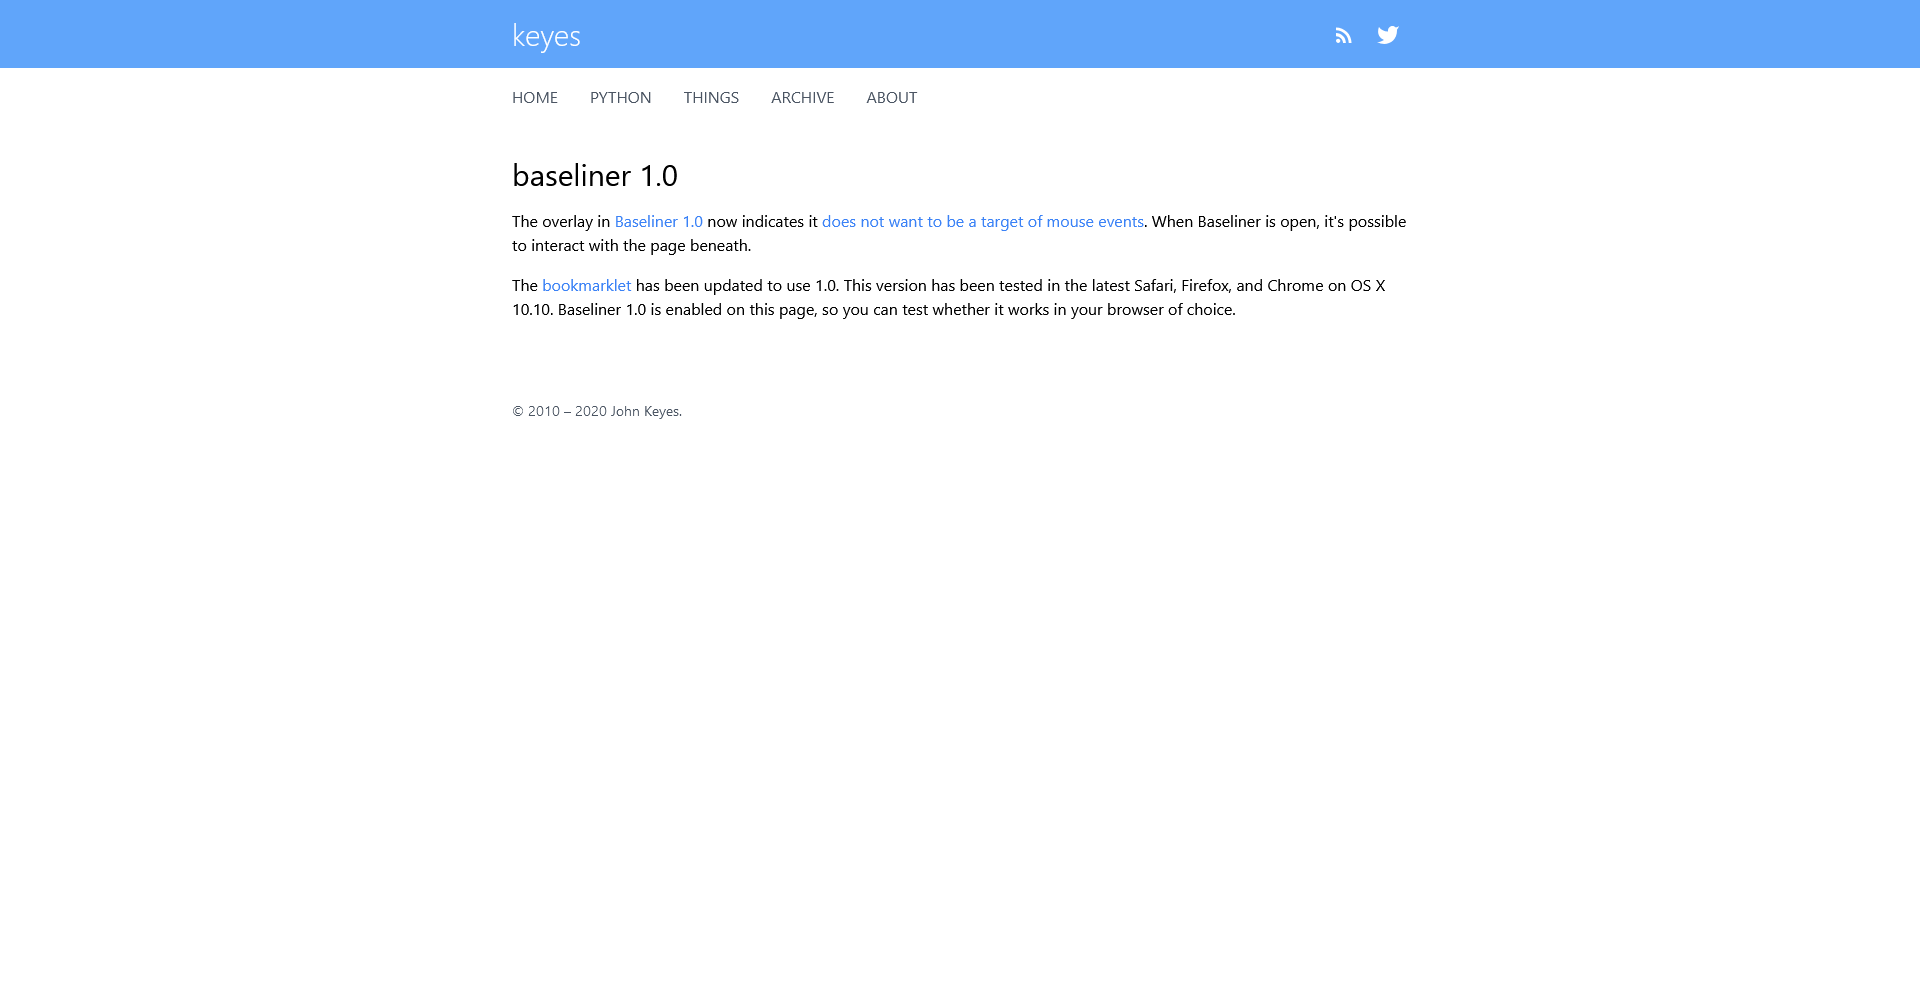 keyes
HOME PYTHON THINGS ARCHIVE ABOUT
baseliner 1.0
The overlay in Baseliner 1.0 now indicates it does not want to be a target of mouse events. When Baseliner is open, it's possible
to interact with the page beneath.
The bookmarklet has been updated to use 1.0. This version has been tested in the latest Safari, Firefox, and Chrome on OS X
10.10. Baseliner 1.0 is enabled on this page, so you can test whether it works in your browser of choice.
© 2010 – 2020 John Keyes.